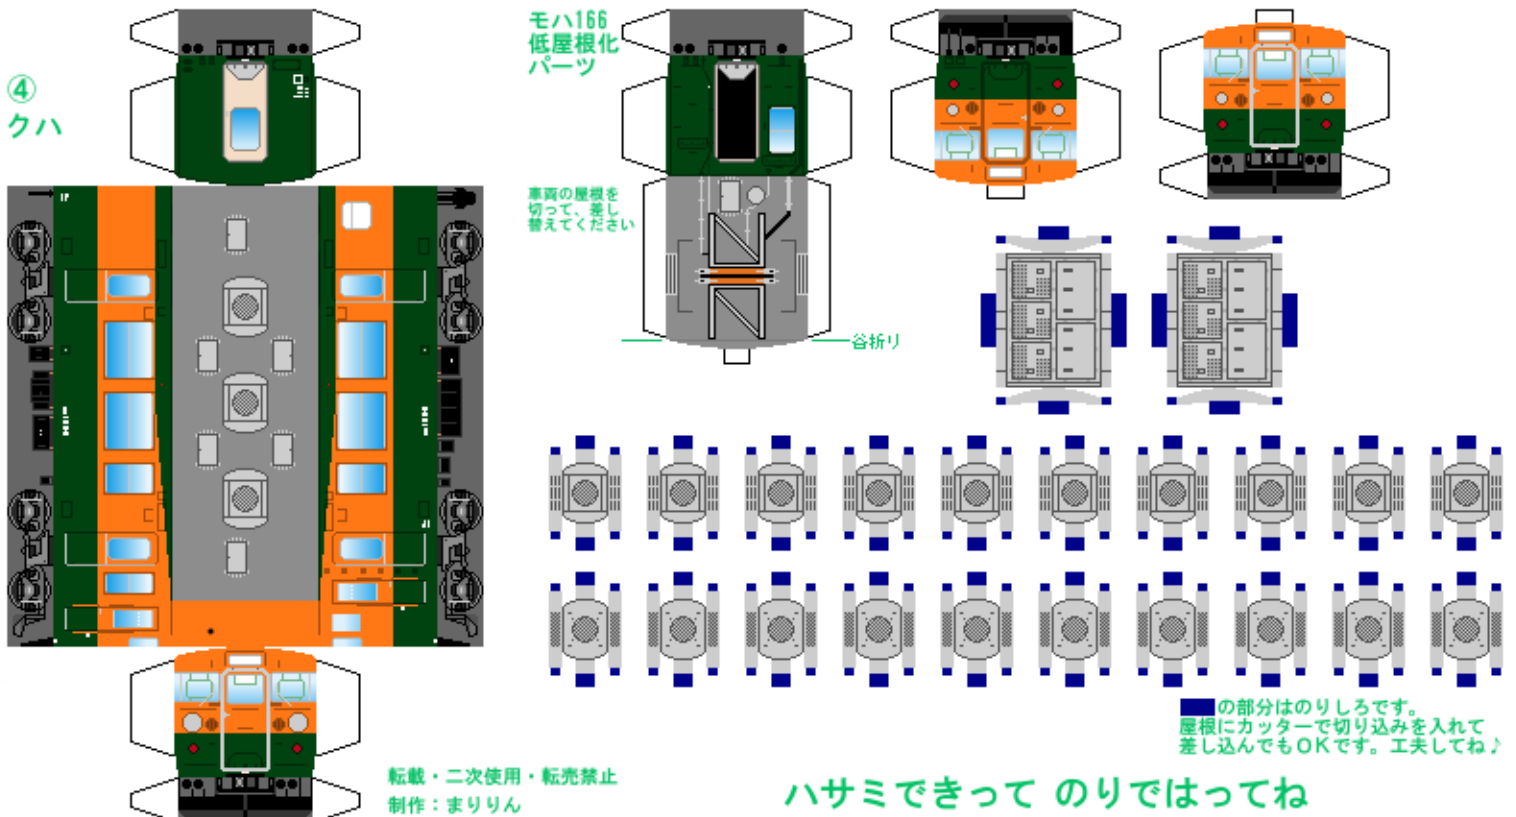 ④
クハ
モハ166
低屋根化
パーツ
車両の屋根を
切って、差し
替えてください
谷折り
■の部分はのりしろです。
屋根にカッターで切り込みを入れて
差し込んでもOKです。工夫してね♪
転載・二次使用・転売禁止
制作：まりりん
ハサミできって のりではってね